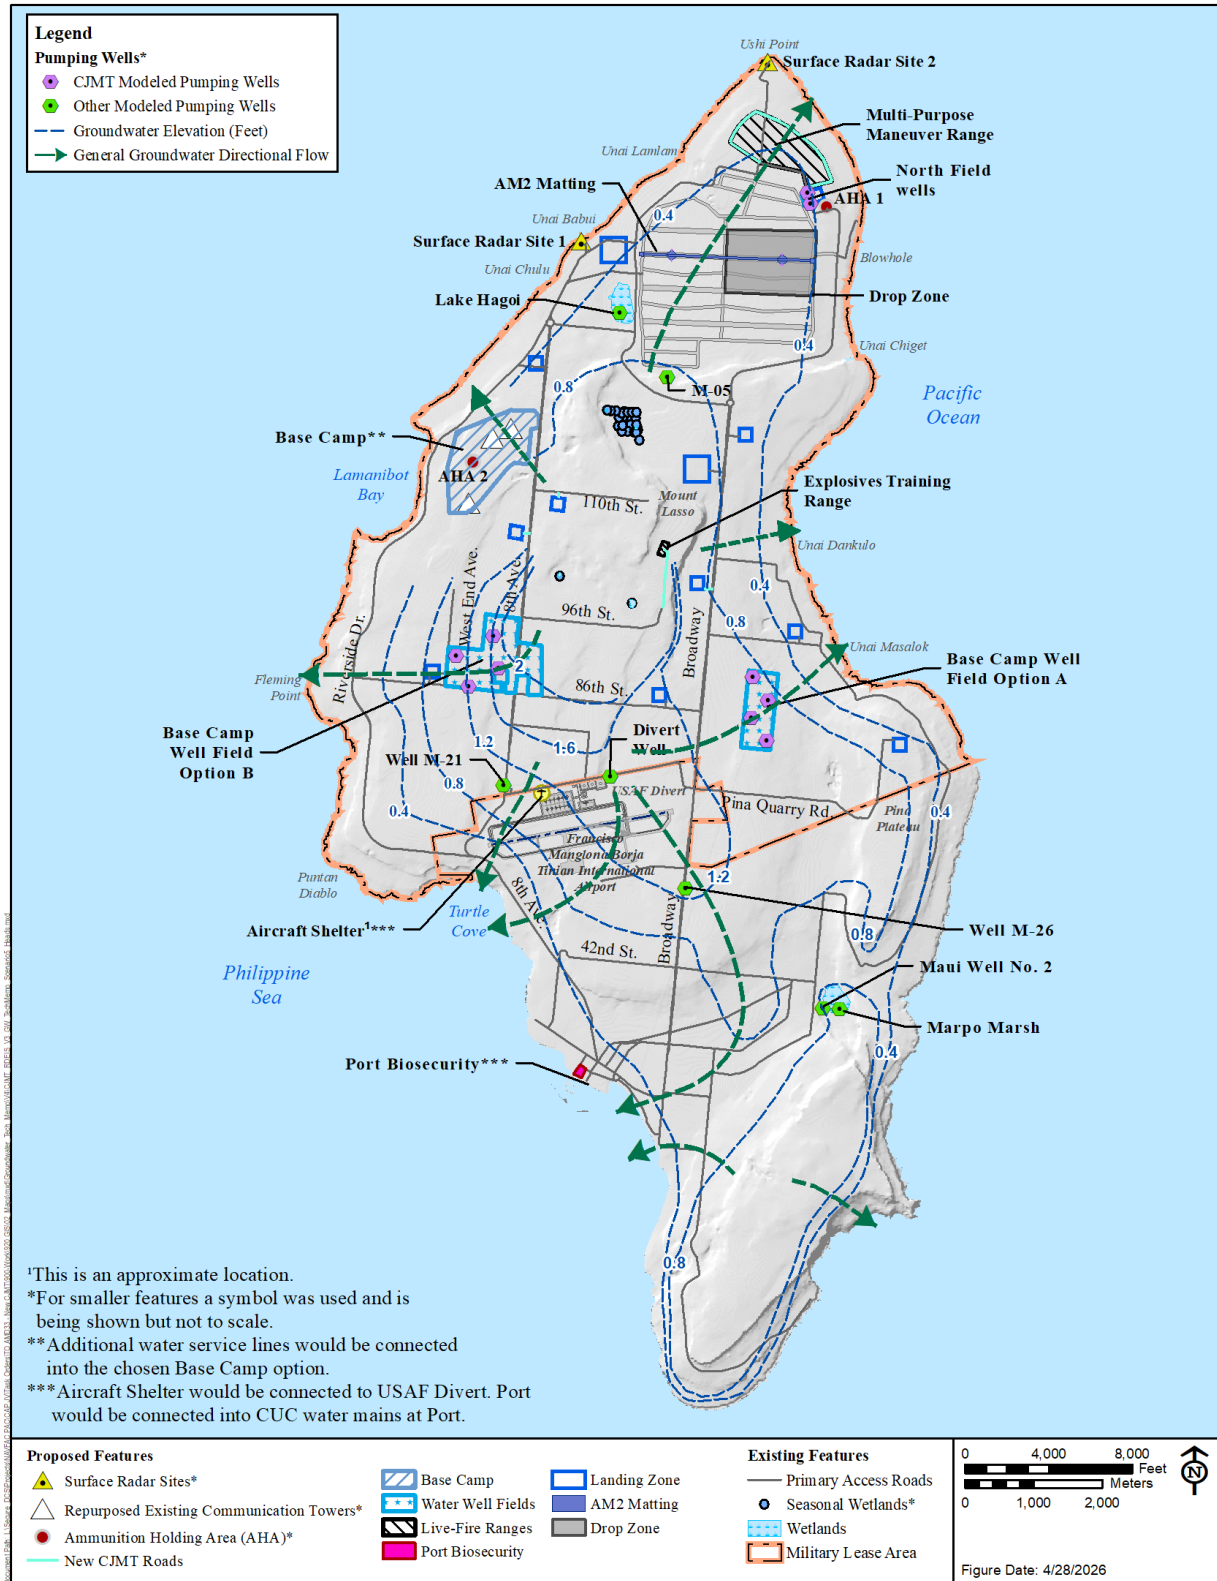 Legend
Pumping Wells*
CJMT Modeled Pumping Wells
Other Modeled Pumping Wells
Groundwater Elevation (Feet)
General Groundwater Directional Flow
Ushi Point
Surface Radar Site 2
Multi-Purpose
Maneuver Range
Unai Lamlam
North Field
wells
AM2 Matting
AHA 1
0.4
Unai Babui
Surface Radar Site 1
Blowhole
Unai Chulu
Lake Hagoi
Drop Zone
0.4
Unai Chiget
0.8
M-05
Pacific
Ocean
Base Camp**
Lamanibot
Bay
AHA 2
Explosives Training
Range
Mount
Lasso
110th St.
Unai Dankulo
West End Ave.
8th Ave.
0.4
96th St.
0.8
Riverside Dr.
Broadway
Unai Masalok
2
Fleming
Point
86th St.
Base Camp Well
Field Option A
Base Camp
Well Field
Option B
1.2
1.6
Divert
Well
Well M-21
0.8
USAF Divert
0.4
Pina Quarry Rd.
Pina
Plateau
0.4
Francisco
Manglona Borja
Tinian International
Airport
Puntan
Diablo
1.2
8th Ave.
Turtle
Cove
Aircraft Shelter¹***
Broadway
0.8
Well M-26
42nd St.
Philippine
Sea
Maui Well No. 2
Marpo Marsh
0.4
Port Biosecurity***
0.8
¹This is an approximate location.
*For smaller features a symbol was used and is
being shown but not to scale.
**Additional water service lines would be connected
into the chosen Base Camp option.
***Aircraft Shelter would be connected to USAF Divert. Port
would be connected into CUC water mains at Port.
Proposed Features
Surface Radar Sites*
Repurposed Existing Communication Towers*
Ammunition Holding Area (AHA)*
New CJMT Roads
Base Camp
Water Well Fields
Live-Fire Ranges
Port Biosecurity
Landing Zone
AM2 Matting
Drop Zone
Existing Features
Primary Access Roads
Seasonal Wetlands*
Wetlands
Military Lease Area
0 4,000 8,000
Feet
Meters
0 1,000 2,000
N
Figure Date: 4/28/2026